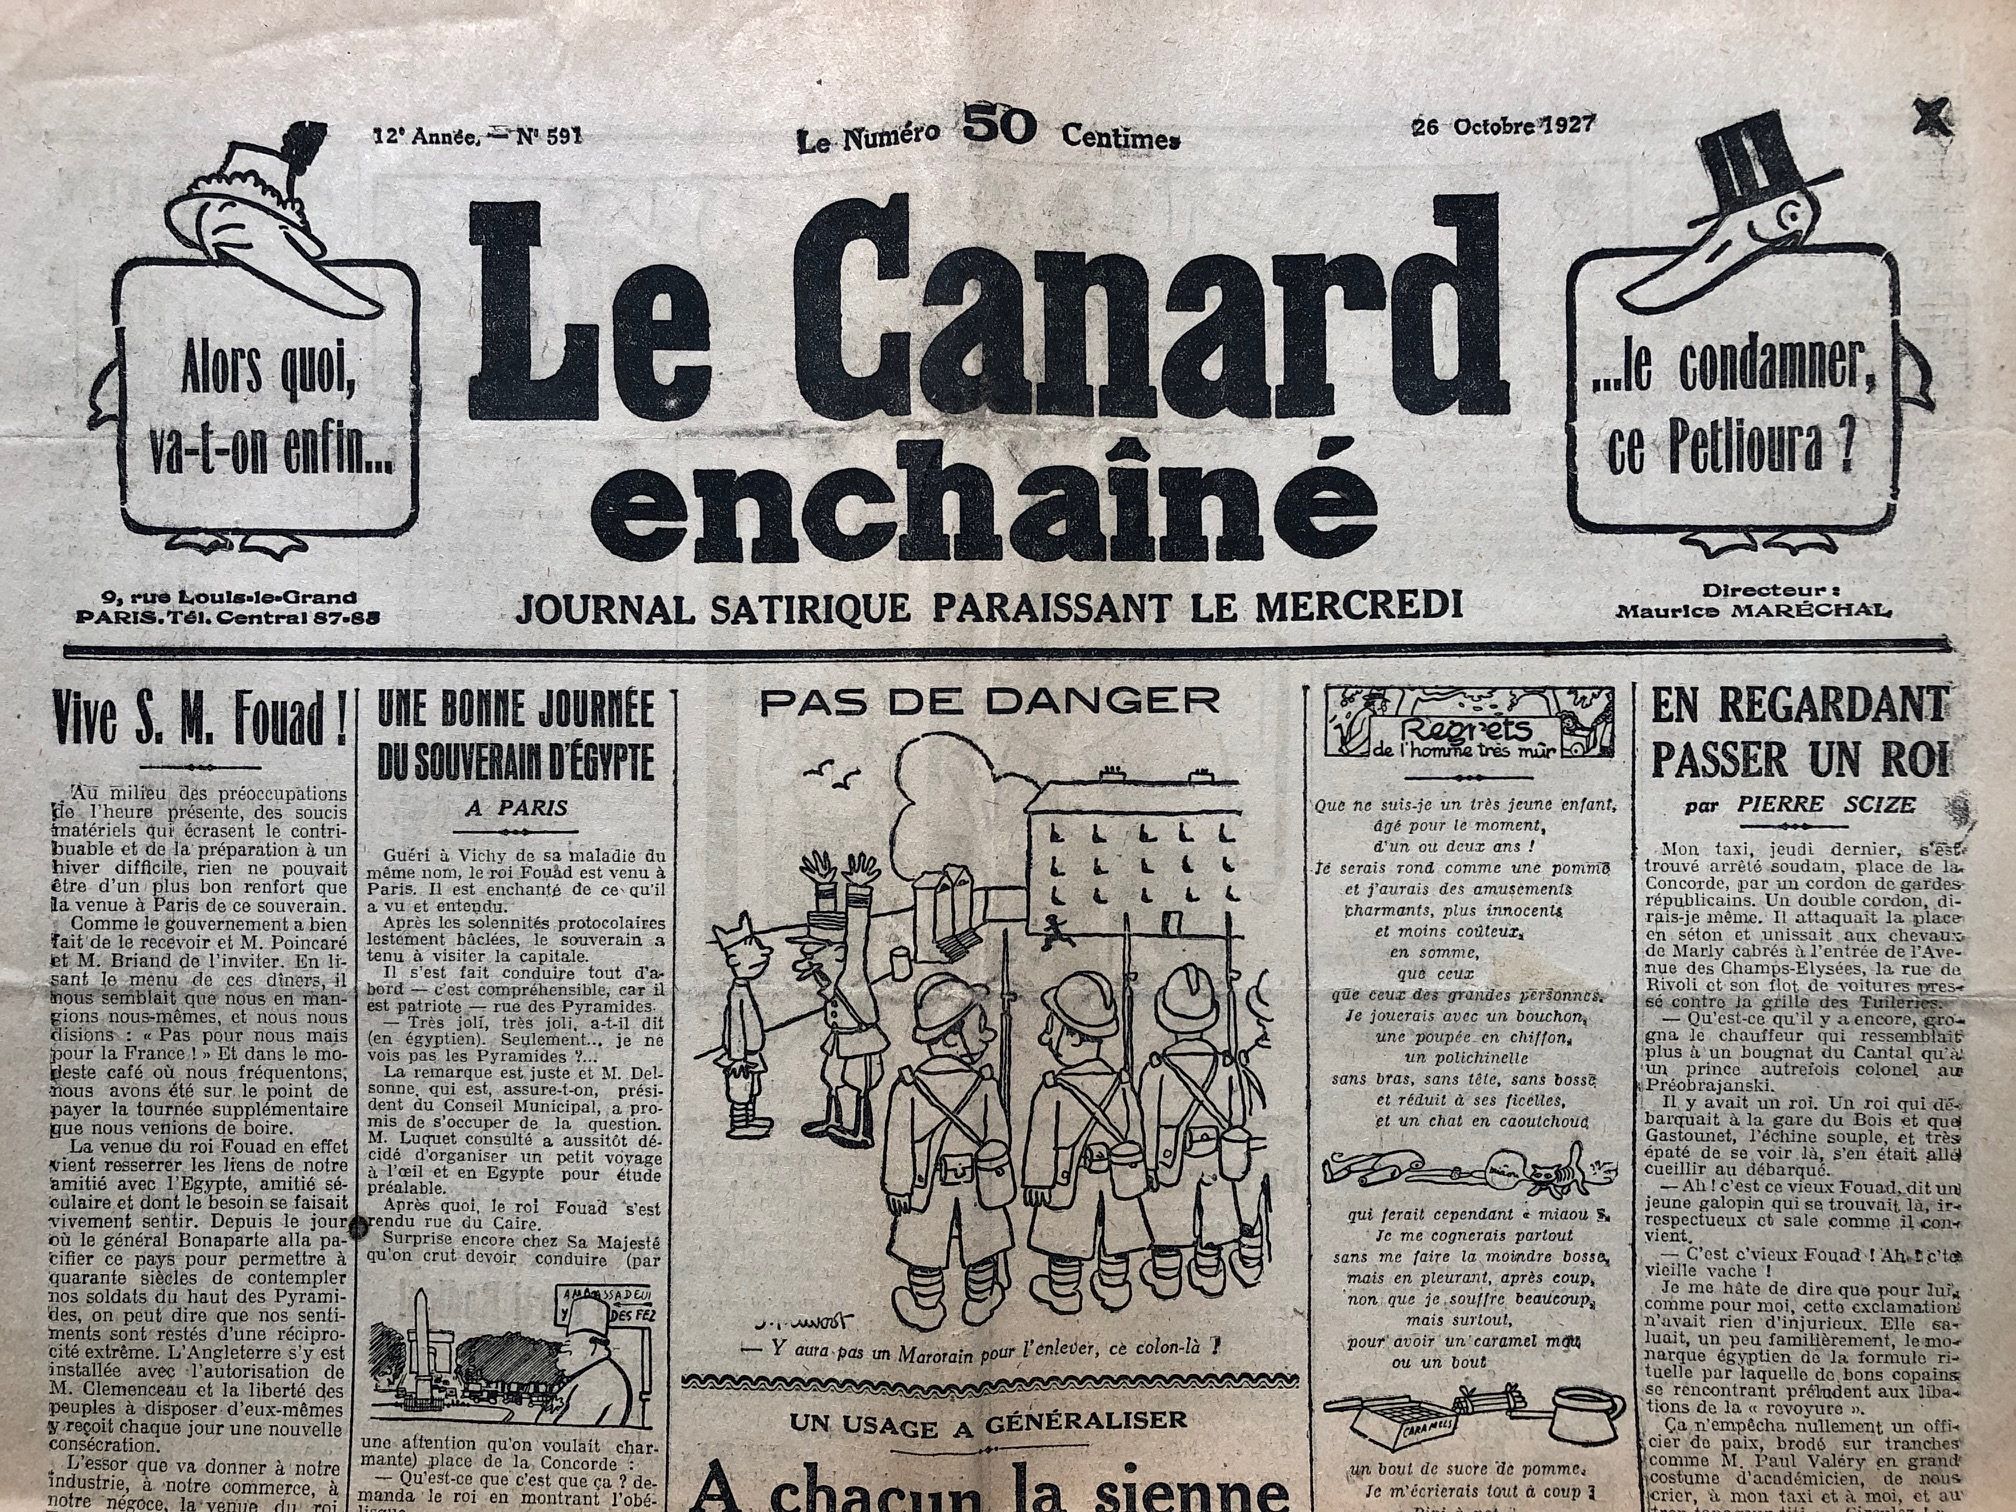 12e Année. — No 591
Le Numéro 50 Centimes
26 Octobre 1927
Alors quoi,
va-t-on enfin...
Le Canard
enchaîné
...le condamner,
ce Petlioura ?
9, rue Louis-le-Grand
PARIS. Tél. Central 87-85
JOURNAL SATIRIQUE PARAISSANT LE MERCREDI
Directeur :
Maurice MARÉCHAL
Vive S. M. Fouad !
Au milieu des préoccupations
de l'heure présente, des soucis
matériels qui écrasent le contri-
buable et de la préparation à un
hiver difficile, rien ne pouvait
être d'un plus bon renfort que
la venue à Paris de ce souverain.
Comme le gouvernement a bien
fait de le recevoir et M. Poincaré
et M. Briand de l'inviter. En li-
sant le menu de ces dîners, il
nous semblait que nous en man-
gions nous-mêmes, et nous nous
disions : « Pas pour nous mais
pour la France ! » Et dans le mo-
deste café où nous fréquentons,
nous avons été sur le point de
payer la tournée supplémentaire
que nous venions de boire.
La venue du roi Fouad en effet
vient resserrer les liens de notre
amitié avec l'Egypte, amitié sé-
culaire et dont le besoin se faisait
vivement sentir. Depuis le jour
où le général Bonaparte alla pa-
cifier ce pays pour permettre à
quarante siècles de contempler
nos soldats du haut des Pyrami-
des, on peut dire que nos senti-
ments sont restés d'une récipro-
cité extrême. L'Angleterre s'y est
installée avec l'autorisation de
M. Clemenceau et la liberté des
peuples à disposer d'eux-mêmes
y reçoit chaque jour une nouvelle
consécration.
L'essor que va donner à notre
industrie, à notre commerce, à
notre négoce, la venue du roi
UNE BONNE JOURNÉE
DU SOUVERAIN D'ÉGYPTE
A PARIS
Guéri à Vichy de sa maladie du
même nom, le roi Fouad est venu à
Paris. Il est enchanté de ce qu'il
a vu et entendu.
Après les solennités protocolaires
lestement bâclées, le souverain a
tenu à visiter la capitale.
Il s'est fait conduire tout d'a-
bord — c'est compréhensible, car il
est patriote — rue des Pyramides.
— Très joli, très joli, a-t-il dit
(en égyptien). Seulement... je ne
vois pas les Pyramides ?...
La remarque est juste et M. Del-
sonne, qui est, assure-t-on, prési-
dent du Conseil Municipal, a pro-
mis de s'occuper de la question.
M. Luquet consulté a aussitôt dé-
cidé d'organiser un petit voyage
à l'œil et en Egypte pour étude
préalable.
Après quoi, le roi Fouad s'est
rendu rue du Caire.
Surprise encore chez Sa Majesté
qu'on crut devoir conduire (par
AMBASSADEU
Y DES FEZ
une attention qu'on voulait char-
mante) place de la Concorde :
— Qu'est-ce que c'est que ça ? de-
manda le roi en montrant l'obé-
lisque.
PAS DE DANGER
— Y aura pas un Marorain pour l'enlever, ce colon-là !
UN USAGE A GÉNÉRALISER
A chacun la sienne
Regrets
de l'homme très mûr
Que ne suis-je un très jeune enfant,
âgé pour le moment,
d'un ou deux ans !
Je serais rond comme une pomme
et j'aurais des amusements
charmants, plus innocents
et moins coûteux,
en somme,
que ceux
que ceux des grandes personnes.
Je jouerais avec un bouchon,
une poupée en chiffon,
un polichinelle
sans bras, sans tête, sans bosse
et réduit à ses ficelles,
et un chat en caoutchouc
qui ferait cependant « miaou ».
Je me cognerais partout
sans me faire la moindre bosse,
mais en pleurant, après coup,
non que je souffre beaucoup,
mais surtout,
pour avoir un caramel mou
ou un bout
CARAMELS
un bout de sucre de pomme.
Je m'écrierais tout à coup :
EN REGARDANT
PASSER UN ROI
par PIERRE SCIZE
Mon taxi, jeudi dernier, s'est
trouvé arrêté soudain, place de la
Concorde, par un cordon de gardes
républicains. Un double cordon, di-
rais-je même. Il attaquait la place
en séton et unissait aux chevaux
de Marly cabrés à l'entrée de l'Ave-
nue des Champs-Elysées, la rue de
Rivoli et son flot de voitures pres-
sé contre la grille des Tuileries.
— Qu'est-ce qu'il y a encore, gro-
gna le chauffeur qui ressemblait
plus à un bougnat du Cantal qu'à
un prince autrefois colonel au
Préobrajanski.
Il y avait un roi. Un roi qui dé-
barquait à la gare du Bois et que
Gastounet, l'échine souple, et très
épaté de se voir là, s'en était allé
cueillir au débarqué.
— Ah ! c'est ce vieux Fouad, dit un
jeune galopin qui se trouvait là, ir-
respectueux et sale comme il con-
vient.
— C'est c'vieux Fouad ! Ah ! c'te
vieille vache !
Je me hâte de dire que pour lui,
comme pour moi, cette exclamation
n'avait rien d'injurieux. Elle sa-
luait, un peu familièrement, le mo-
narque égyptien de la formule ri-
tuelle par laquelle de bons copains
se rencontrant préludent aux liba-
tions de la « revoyure ».
Ça n'empêcha nullement un offi-
cier de paix, brodé sur tranches
comme M. Paul Valéry en grand
costume d'académicien, de nous
crier, à mon taxi et à moi, et au